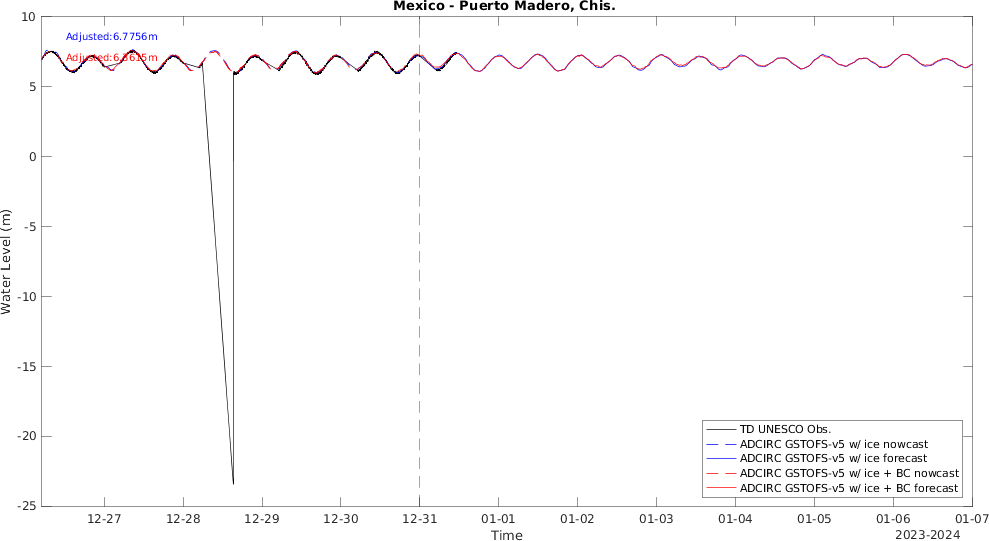 Mexico - Puerto Madero, Chis.
Water Level (m)
10
5
0
-5
-10
-15
-20
-25
Adjusted:6.7756m
Adjusted:6.3615m
TD UNESCO Obs.
ADCIRC GSTOFS-v5 w/ ice nowcast
ADCIRC GSTOFS-v5 w/ ice forecast
ADCIRC GSTOFS-v5 w/ ice + BC nowcast
ADCIRC GSTOFS-v5 w/ ice + BC forecast
12-27 12-28 12-29 12-30 12-31 01-01 01-02 01-03 01-04 01-05 01-06 01-07
Time
2023-2024